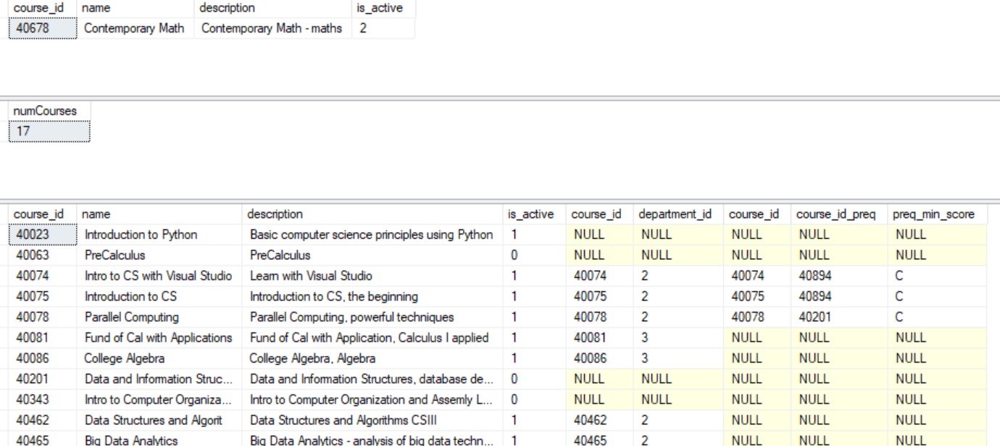 course_id name description is_active
40678 Contemporary Math Contemporary Math - maths 2
numCourses
17
course_id name description is_active course_id department_id course_id course_id_preq preq_min_score
40023 Introduction to Python Basic computer science principles using Python 1 NULL NULL NULL NULL NULL
40063 PreCalculus PreCalculus 0 NULL NULL NULL NULL NULL
40074 Intro to CS with Visual Studio Learn with Visual Studio 1 40074 2 40074 40894 C
40075 Introduction to CS Introduction to CS, the beginning 1 40075 2 40075 40894 C
40078 Parallel Computing Parallel Computing, powerful techniques 1 40078 2 40078 40201 C
40081 Fund of Cal with Applications Fund of Cal with Application, Calculus I applied 1 40081 3 NULL NULL NULL
40086 College Algebra College Algebra, Algebra 1 40086 3 NULL NULL NULL
40201 Data and Information Struc... Data and Information Structures, database de... 0 NULL NULL NULL NULL NULL
40343 Intro to Computer Organiza... Intro to Computer Organization and Assemly L... 0 NULL NULL NULL NULL NULL
40462 Data Structures and Algorit Data Structures and Algorithms CSIII 1 40462 2 NULL NULL NULL
40465 Big Data Analytics Big Data Analytics - analysis of big data techn... 1 40465 2 NULL NULL NULL